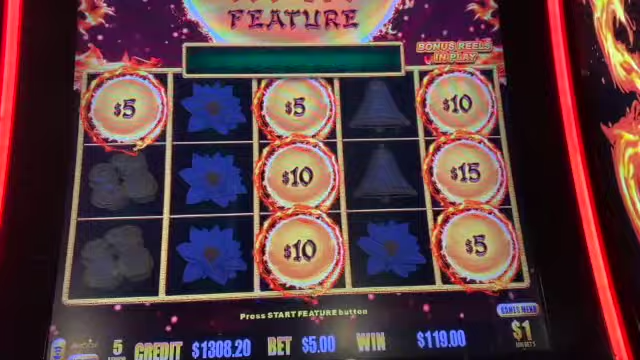 FEATURE
BONUS REELS
IN PLAY
$5 $5 $10
$10 $15
$10 $5
Press START FEATURE button
GAMES MENU
5 CREDIT $1308.20 BET $5.00 WIN $119.00 $1